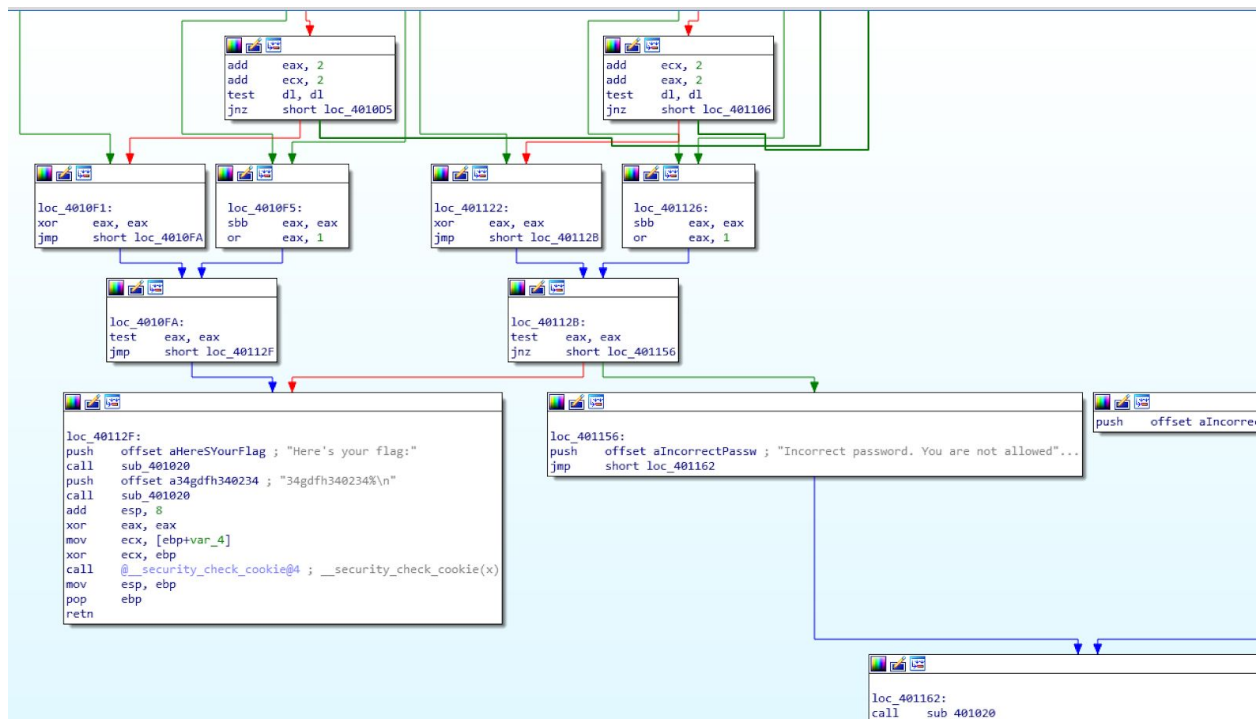 add eax, 2
add ecx, 2
test dl, dl
jnz short loc_4010D5
add ecx, 2
add eax, 2
test dl, dl
jnz short loc_401106
loc_4010F1:
xor eax, eax
jmp short loc_4010FA
loc_4010F5:
sbb eax, eax
or eax, 1
loc_401122:
xor eax, eax
jmp short loc_40112B
loc_401126:
sbb eax, eax
or eax, 1
loc_4010FA:
test eax, eax
jmp short loc_40112F
loc_40112B:
test eax, eax
jnz short loc_401156
loc_40112F:
push offset aHereSYourFlag ; "Here's your flag:"
call sub_401020
push offset a34gdfh340234 ; "34gdfh340234%\n"
call sub_401020
add esp, 8
xor eax, eax
mov ecx, [ebp+var_4]
xor ecx, ebp
call @__security_check_cookie@4 ; __security_check_cookie(x)
mov esp, ebp
pop ebp
retn
loc_401156:
push offset aIncorrectPassw ; "Incorrect password. You are not allowed"...
jmp short loc_401162
push offset aIncorrec
loc_401162:
call sub_401020